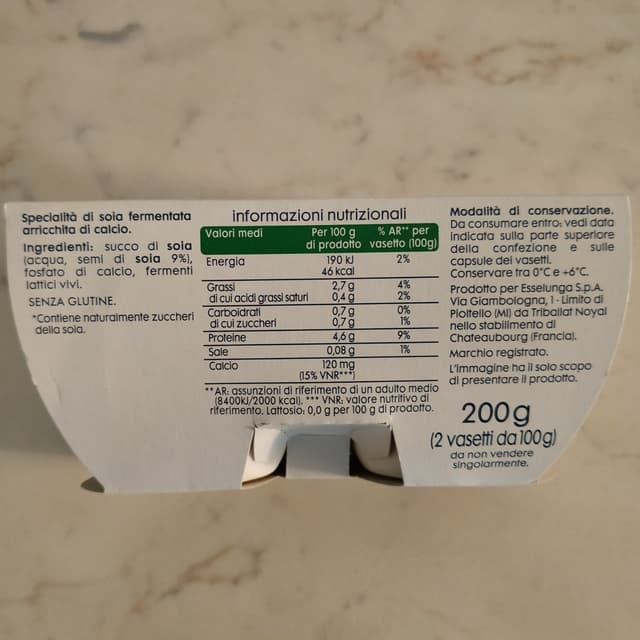 Specialità di soia fermentata
arricchita di calcio.
Ingredienti: succo di soia
(acqua, semi di soia 9%),
fosfato di calcio, fermenti
lattici vivi.
SENZA GLUTINE.
*Contiene naturalmente zuccheri
della soia.
informazioni nutrizionali
Valori medi Per 100 g di prodotto % AR** per vasetto (100g)
Energia 190 kJ 2%
46 kcal
Grassi 2,7 g 4%
di cui acidi grassi saturi 0,4 g 2%
Carboidrati 0,7 g 0%
di cui zuccheri 0,7 g 1%
Proteine 4,6 g 9%
Sale 0,08 g 1%
Calcio 120 mg
(15% VNR***)
**AR: assunzioni di riferimento di un adulto medio
(8400kJ/2000 kcal). *** VNR: valore nutritivo di
riferimento. Lattosio: 0,0 g per 100 g di prodotto.
Modalità di conservazione.
Da consumare entro: vedi data
indicata sulla parte superiore
della confezione e sulle
capsule dei vasetti.
Conservare tra 0°C e +6°C.
Prodotto per Esselunga S.p.A.
Via Giambologna, 1 - Limito di
Pioltello (MI) da Triballat Noyal
nello stabilimento di
Chateaubourg (Francia).
Marchio registrato.
L'immagine ha il solo scopo
di presentare il prodotto.
200g
(2 vasetti da 100g)
da non vendere
singolarmente.